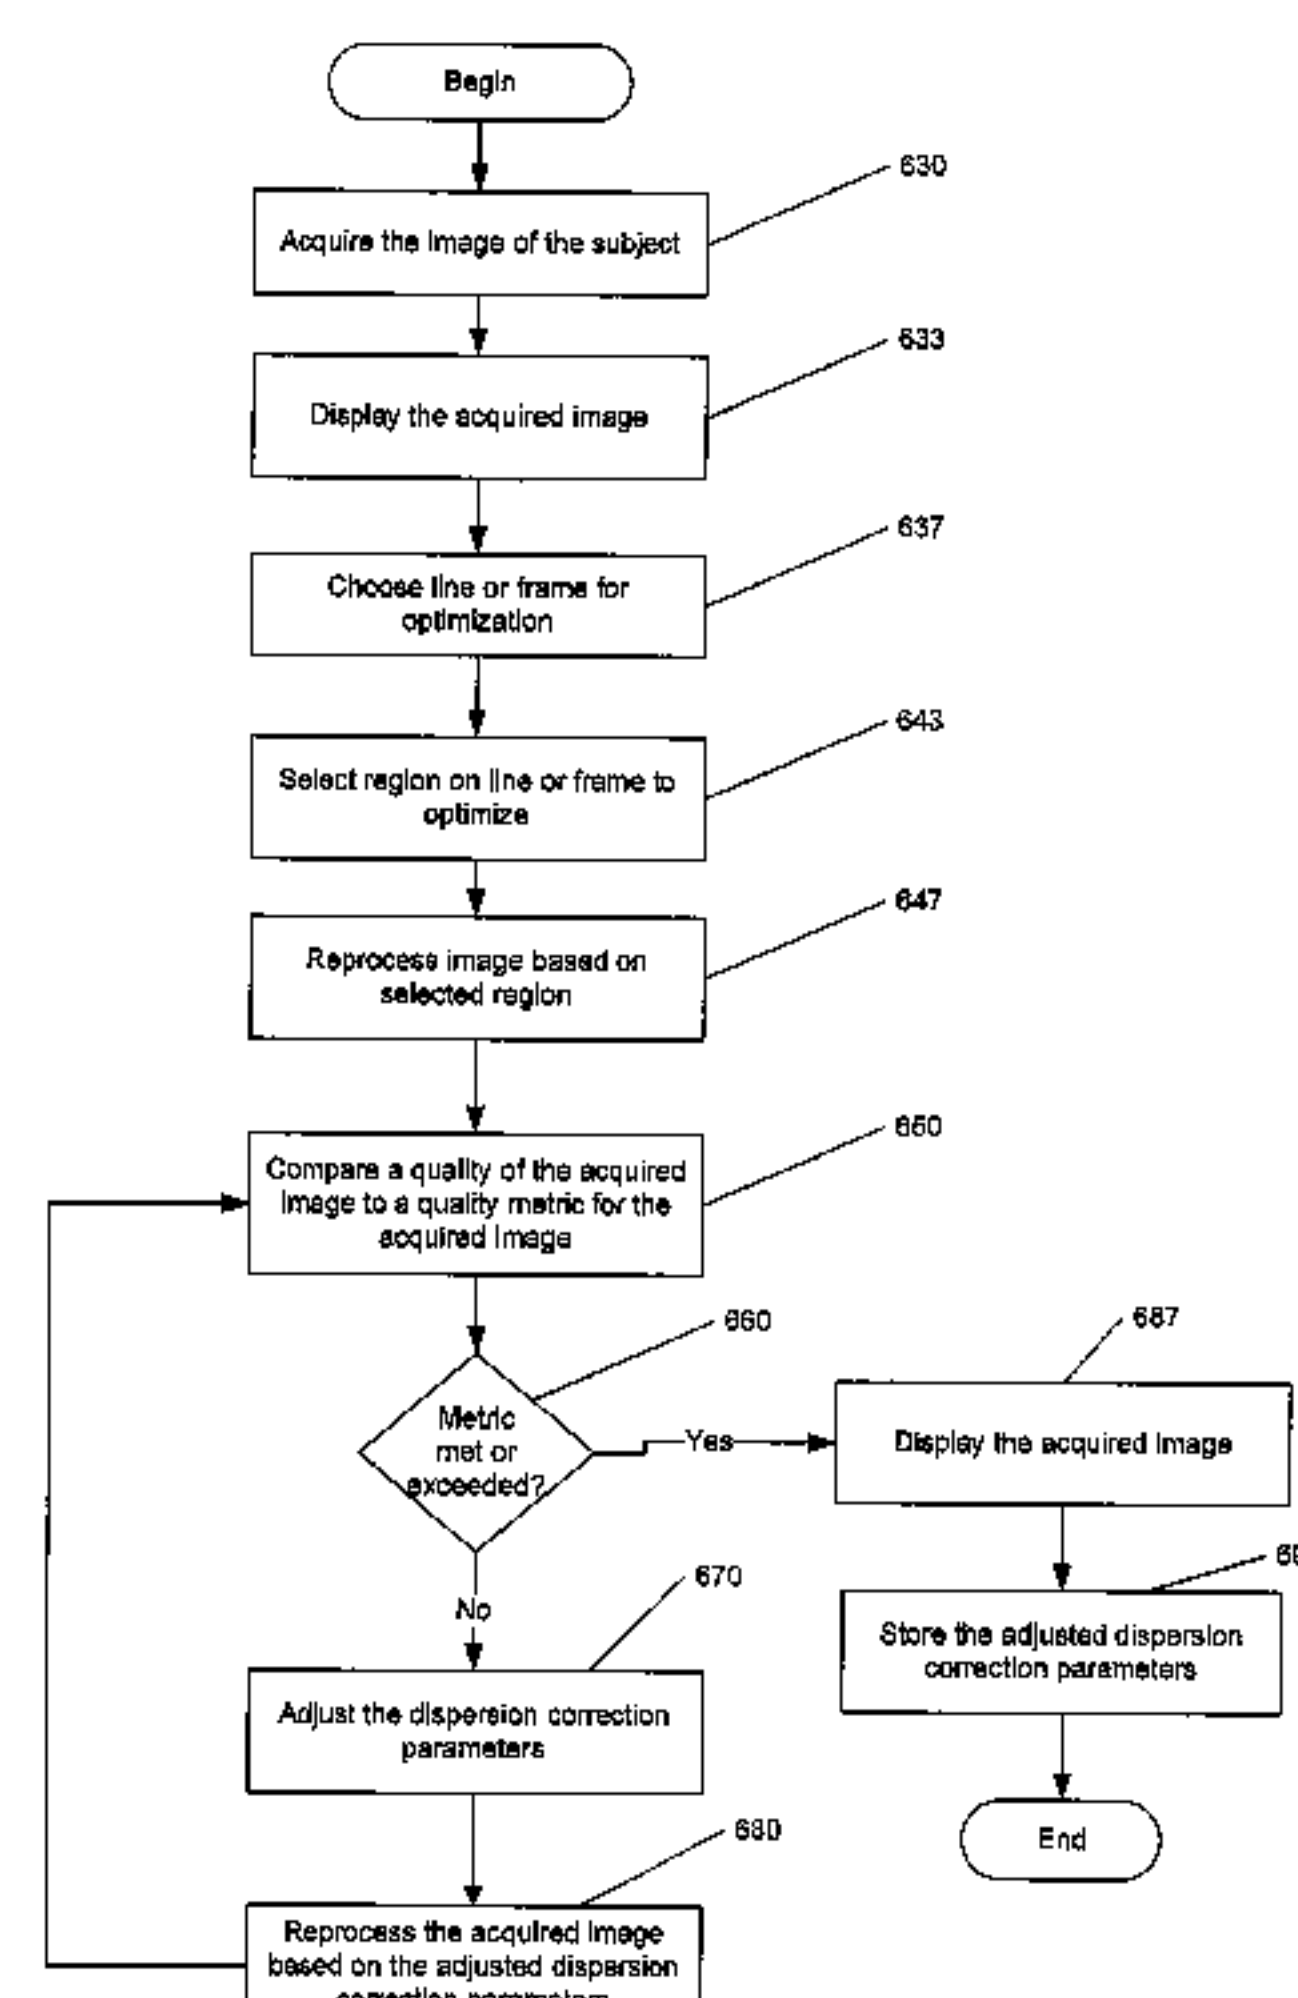 Begin
630
Acquire the image of the subject
633
Display the acquired image
637
Choose line or frame for
optimization
643
Select region on line or frame to
optimize
647
Reprocess image based on
selected region
650
Compare a quality of the acquired
image to a quality metric for the
acquired image
660
687
Metric
met or
exceeded?
Yes
Display the acquired image
670
No
Store the adjusted dispersion
correction parameters
Adjust the dispersion correction
parameters
680
End
Reprocess the acquired image
based on the adjusted dispersion
correction parameters